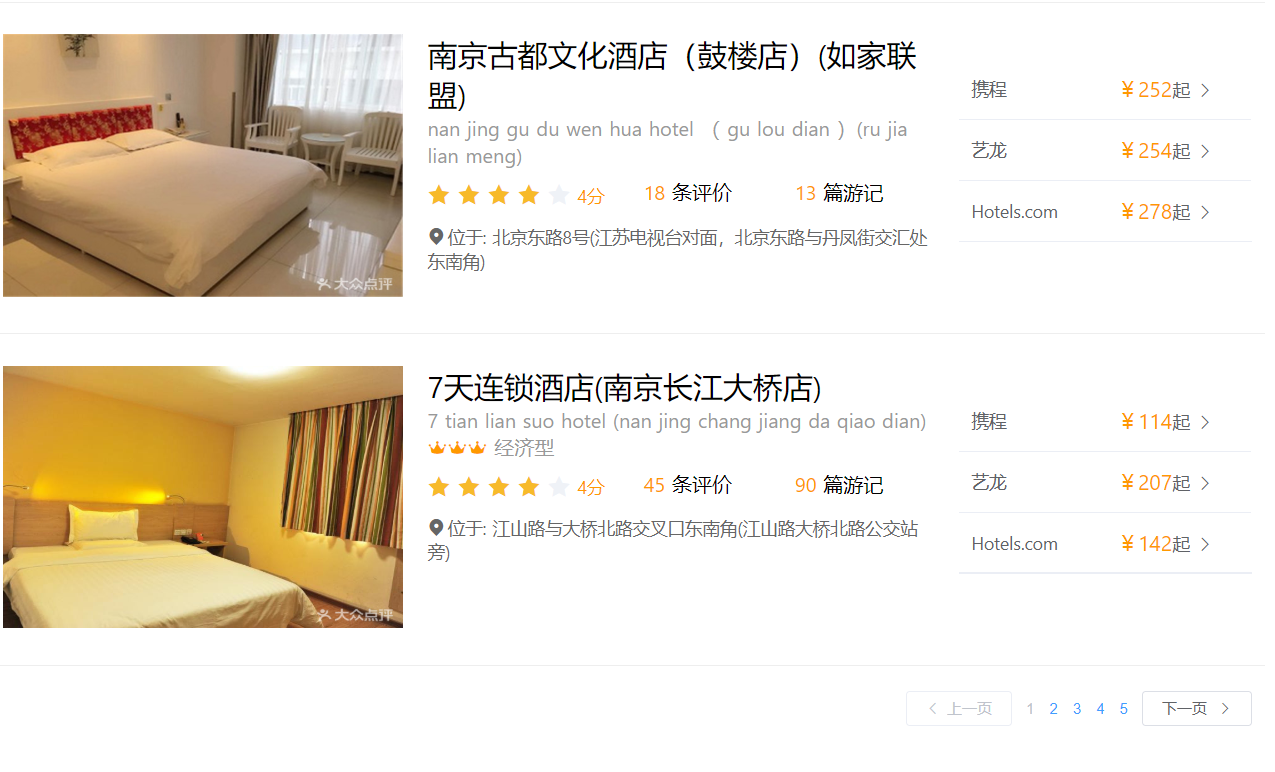 南京古都文化酒店（鼓楼店）(如家联
盟)
nan jing gu du wen hua hotel （ gu lou dian ）(ru jia
lian meng)
4分 18 条评价 13 篇游记
位于: 北京东路8号(江苏电视台对面，北京东路与丹凤街交汇处
东南角)
大众点评
携程 ¥ 252起
艺龙 ¥ 254起
Hotels.com ¥ 278起
7天连锁酒店(南京长江大桥店)
7 tian lian suo hotel (nan jing chang jiang da qiao dian)
经济型
4分 45 条评价 90 篇游记
位于: 江山路与大桥北路交叉口东南角(江山路大桥北路公交站
旁)
大众点评
携程 ¥ 114起
艺龙 ¥ 207起
Hotels.com ¥ 142起
上一页 1 2 3 4 5 下一页